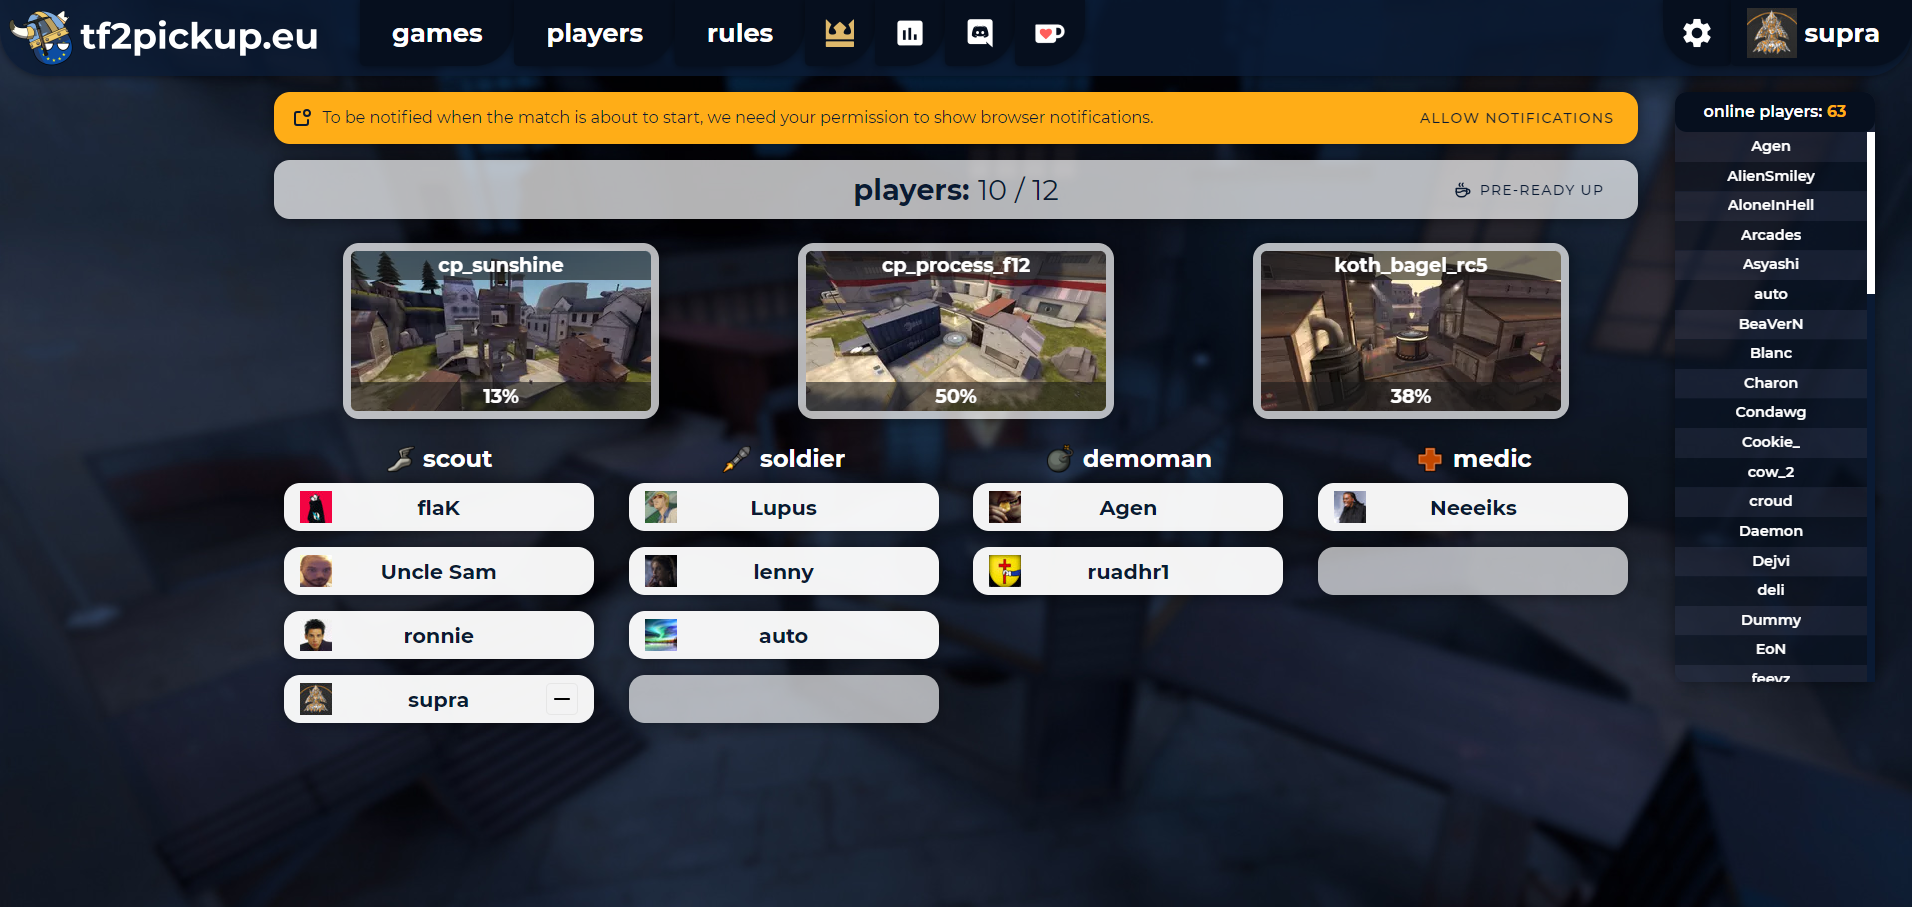 tf2pickup.eu games players rules supra
To be notified when the match is about to start, we need your permission to show browser notifications. ALLOW NOTIFICATIONS
players: 10 / 12 PRE-READY UP
cp_sunshine
13%
cp_process_f12
50%
koth_bagel_rc5
38%
scout
flaK
Uncle Sam
ronnie
supra
soldier
Lupus
lenny
auto
demoman
Agen
ruadhr1
medic
Neeeiks
online players: 63
Agen
AlienSmiley
AloneInHell
Arcades
Asyashi
auto
BeaVerN
Blanc
Charon
Condawg
Cookie_
cow_2
croud
Daemon
Dejvi
deli
Dummy
EoN